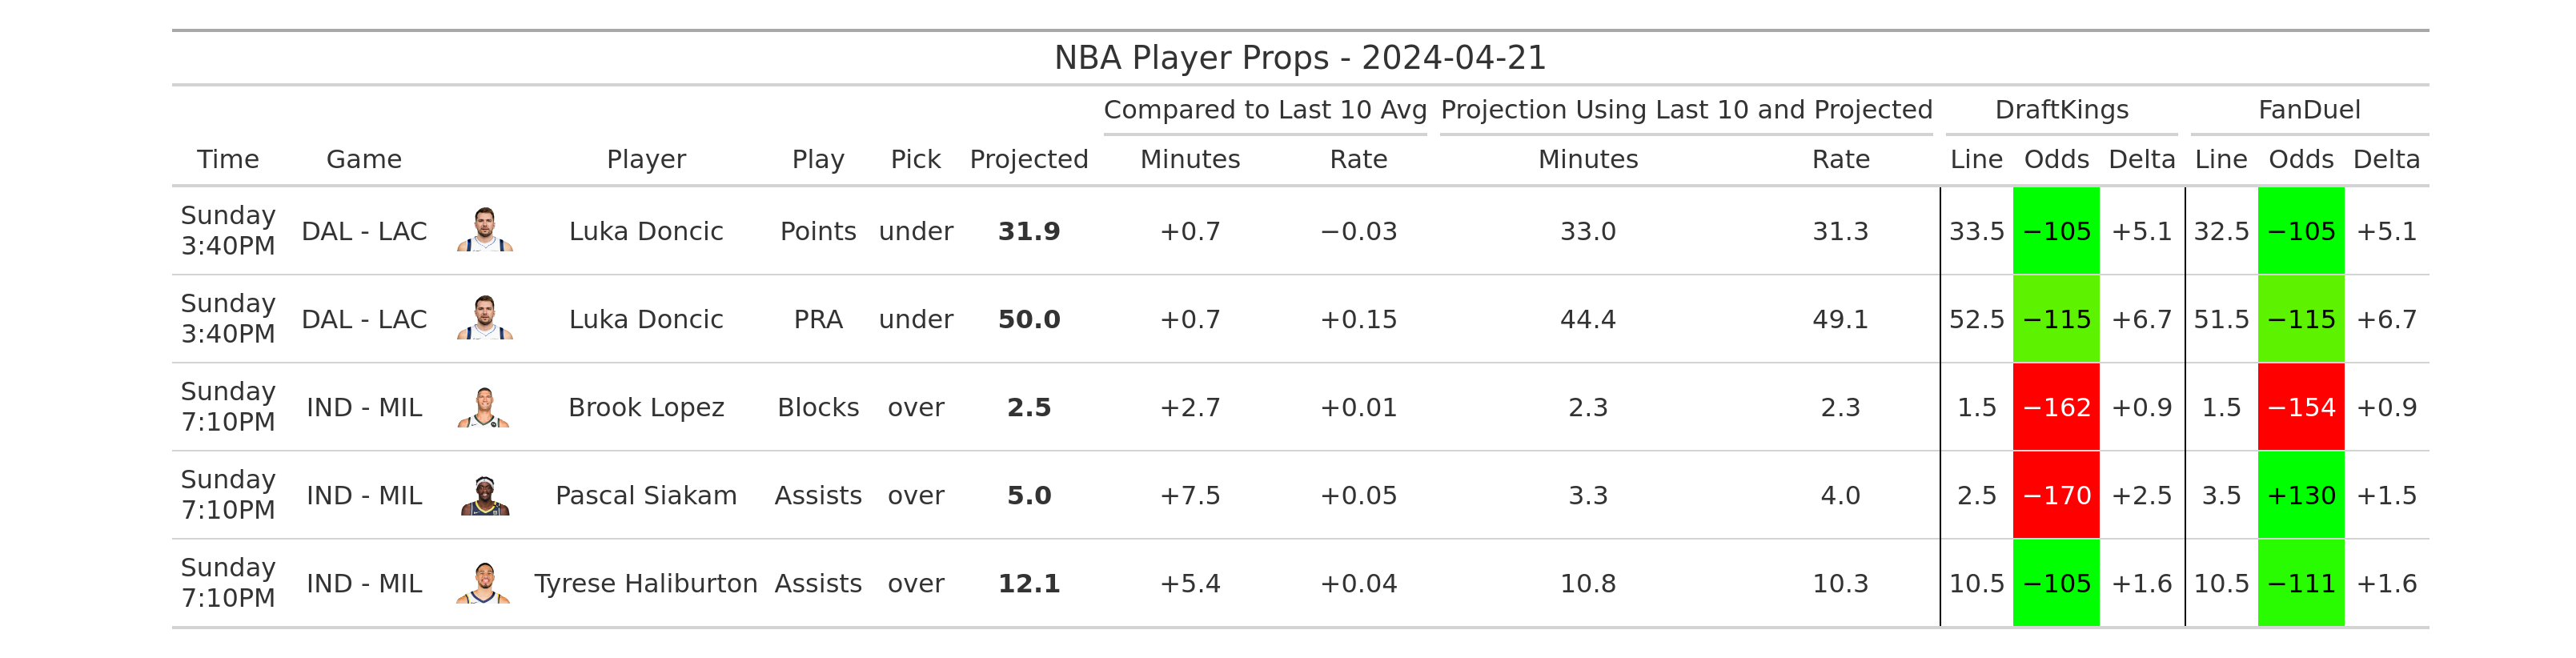 NBA Player Props - 2024-04-21
Compared to Last 10 Avg Projection Using Last 10 and Projected DraftKings FanDuel
Time Game Player Play Pick Projected Minutes Rate Minutes Rate Line Odds Delta Line Odds Delta
Sunday
3:40PM DAL - LAC Luka Doncic Points under 31.9 +0.7 −0.03 33.0 31.3 33.5 −105 +5.1 32.5 −105 +5.1
Sunday
3:40PM DAL - LAC Luka Doncic PRA under 50.0 +0.7 +0.15 44.4 49.1 52.5 −115 +6.7 51.5 −115 +6.7
Sunday
7:10PM IND - MIL Brook Lopez Blocks over 2.5 +2.7 +0.01 2.3 2.3 1.5 −162 +0.9 1.5 −154 +0.9
Sunday
7:10PM IND - MIL Pascal Siakam Assists over 5.0 +7.5 +0.05 3.3 4.0 2.5 −170 +2.5 3.5 +130 +1.5
Sunday
7:10PM IND - MIL Tyrese Haliburton Assists over 12.1 +5.4 +0.04 10.8 10.3 10.5 −105 +1.6 10.5 −111 +1.6